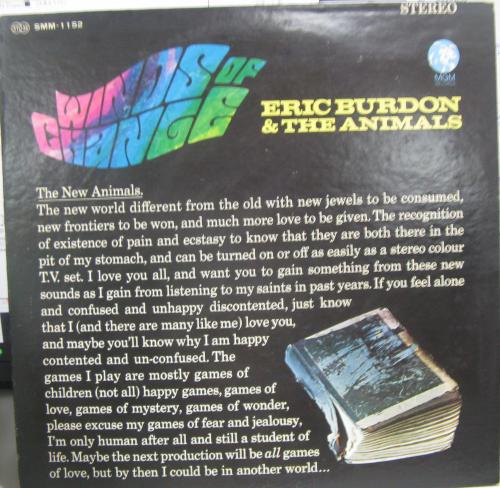 STEREO
SMM-1152
WINDS OF
CHANGE
MGM
ERIC BURDON
& THE ANIMALS
The New Animals.
The new world different from the old with new jewels to be consumed,
new frontiers to be won, and much more love to be given. The recognition
of existence of pain and ecstasy to know that they are both there in the
pit of my stomach, and can be turned on or off as easily as a stereo colour
T.V. set. I love you all, and want you to gain something from these new
sounds as I gain from listening to my saints in past years. If you feel alone
and confused and unhappy discontented, just know
that I (and there are many like me) love you,
and maybe you'll know why I am happy
contented and un-confused. The
games I play are mostly games of
children (not all) happy games, games of
love, games of mystery, games of wonder,
please excuse my games of fear and jealousy,
I'm only human after all and still a student of
life. Maybe the next production will be all games
of love, but by then I could be in another world...